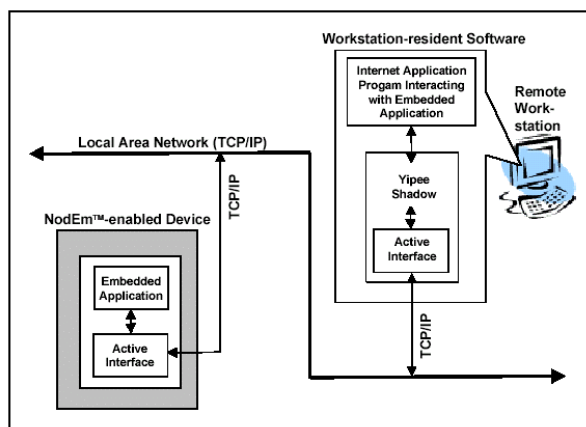 Workstation-resident Software
Internet Application
Progam Interacting
with Embedded
Application
Remote
Work-
station
Local Area Network (TCP/IP)
TCP/IP
Yipee
Shadow
Active
Interface
NodEm™-enabled Device
Embedded
Application
Active
Interface
TCP/IP